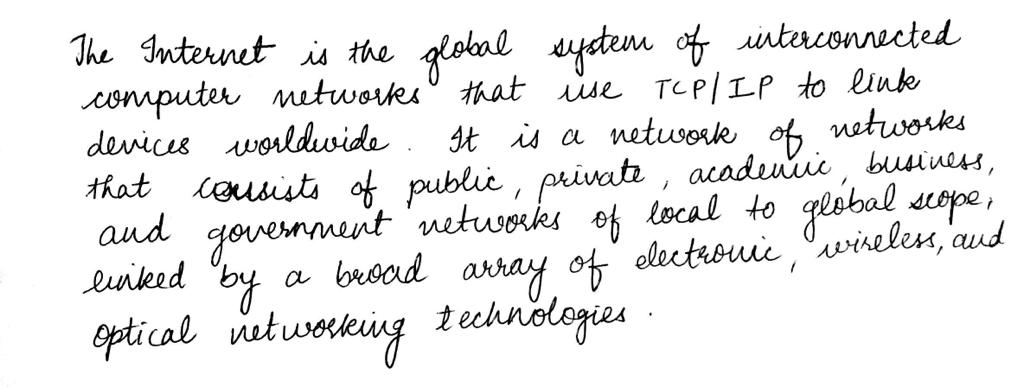 The Internet is the global system of interconnected
computer networks that use TCP/IP to link
devices worldwide. It is a network of networks
that consists of public, private, academic, business,
and government networks of local to global scope,
linked by a broad array of electronic, wireless, and
optical networking technologies.